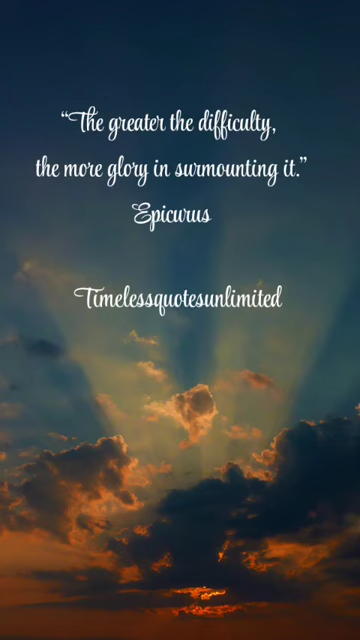 “The greater the difficulty,
the more glory in surmounting it.”
Epicurus
Timelessquotesunlimited